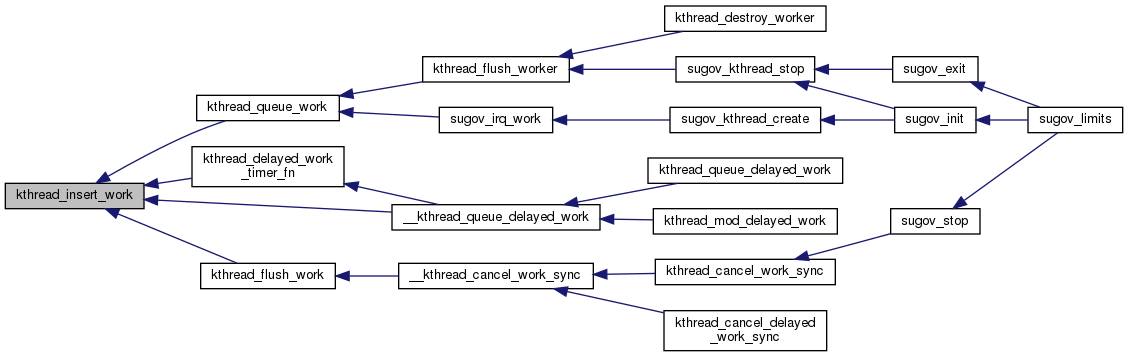 kthread_destroy_worker
kthread_flush_worker
sugov_kthread_stop
sugov_exit
kthread_queue_work
sugov_irq_work
sugov_kthread_create
sugov_init
sugov_limits
kthread_delayed_work
_timer_fn
kthread_queue_delayed_work
kthread_insert_work
__kthread_queue_delayed_work
kthread_mod_delayed_work
sugov_stop
kthread_flush_work
__kthread_cancel_work_sync
kthread_cancel_work_sync
kthread_cancel_delayed
_work_sync